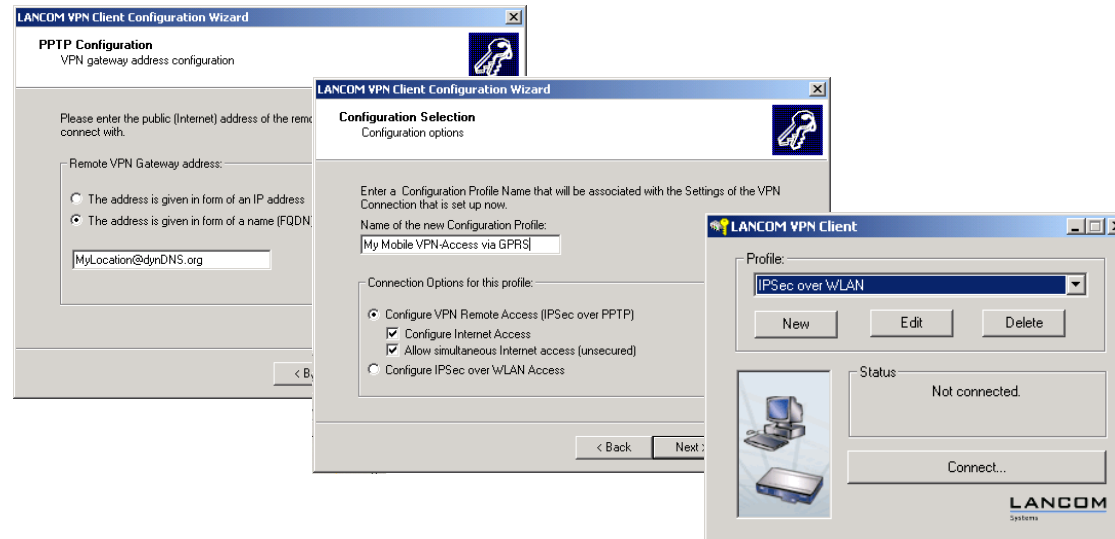 LANCOM VPN Client Configuration Wizard
PPTP Configuration
VPN gateway address configuration
Please enter the public (Internet) address of the remo
connect with.
Remote VPN Gateway address:
The address is given in form of an IP address
The address is given in form of a name (FQDN)
MyLocation@dynDNS.org
< B
LANCOM VPN Client Configuration Wizard
Configuration Selection
Configuration options
Enter a Configuration Profile Name that will be associated with the Settings of the VPN
Connection that is set up now.
Name of the new Configuration Profile:
My Mobile VPN-Access via GPRS
Connection Options for this profile:
Configure VPN Remote Access (IPSec over PPTP)
Configure Internet Access
Allow simultaneous Internet access (unsecured)
Configure IPSec over WLAN Access
< Back
Next >
LANCOM VPN Client
Profile:
IPSec over WLAN
New
Edit
Delete
Status
Not connected.
Connect...
LANCOM
Systems